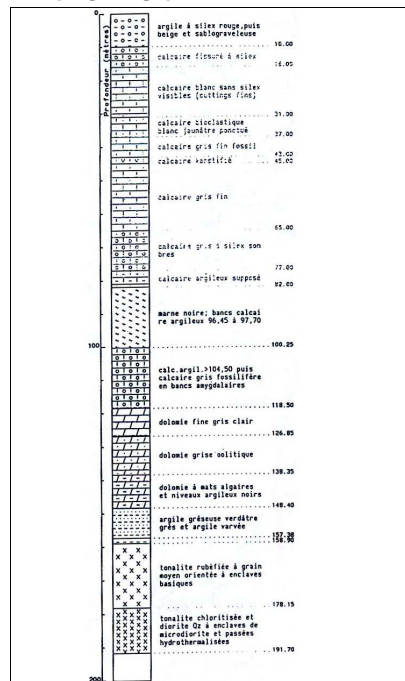 0
Profondeur (mètres)
argile à silex rouge,puis
beige et sablograveleuse
10.00
calcaire fissuré à silex
16.00
calcaire blanc sans silex
visibles (cuttings fins)
31.00
calcaire bioclastique
blanc jaunâtre ponctué
37.00
calcaire gris fin fossil
43.00
calcaire karstifié
45.00
calcaire gris fin
65.00
calcaire gris à silex som
bres
77.00
calcaire argileux supposé
82.00
marne noire; bancs calcai
re argileux 96,45 à 97,70
100
100.25
calc.argil.>104,50 puis
calcaire gris fossilifère
en bancs amygdalaires
118.50
dolomie fine gris clair
126.85
dolomie grise oolitique
138.35
dolomie à mats algaires
et niveaux argileux noirs
148.40
argile gréseuse verdâtre
grès et argile varvée
157.30
158.90
tonalite rubéfiée à grain
moyen orientée à enclaves
basiques
178.15
tonalite chloritisée et
diorite Qz à enclaves de
microdiorite et passées
hydrothermalisées
191.70
200